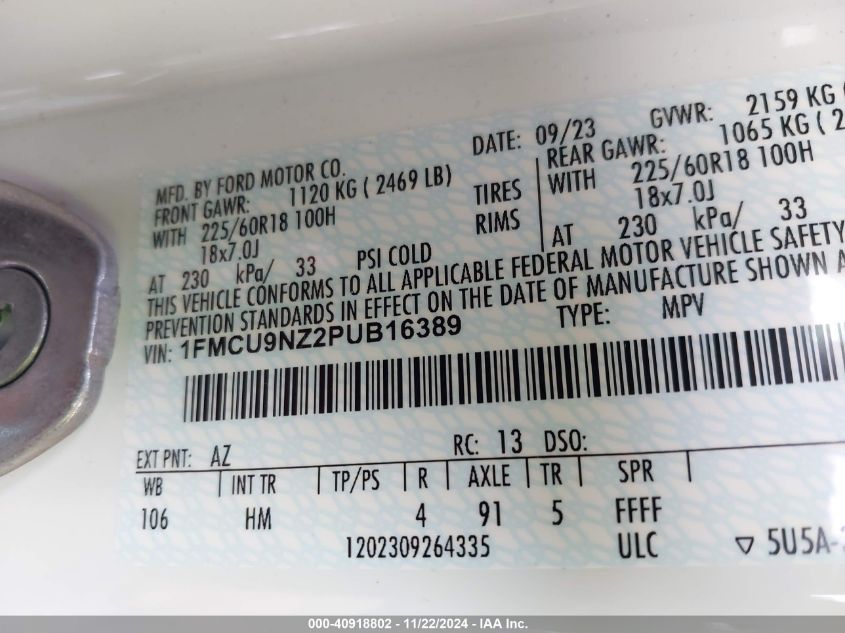 MFD. BY FORD MOTOR CO. DATE: 09/23 GVWR: 2159 KG (
FRONT GAWR: 1120 KG ( 2469 LB) REAR GAWR: 1065 KG ( 2
WITH 225/60R18 100H TIRES WITH 225/60R18 100H
18x7.0J RIMS 18x7.0J
AT 230 kPa/ 33 PSI COLD AT 230 kPa/ 33
THIS VEHICLE CONFORMS TO ALL APPLICABLE FEDERAL MOTOR VEHICLE SAFETY
PREVENTION STANDARDS IN EFFECT ON THE DATE OF MANUFACTURE SHOWN A
VIN: 1FMCU9NZ2PUB16389 TYPE: MPV
EXT PNT: AZ RC: 13 DSO:
WB INT TR TP/PS R AXLE TR SPR
106 HM 4 91 5 FFFF
1202309264335 ULC ▽ 5U5A-
000-40918802 - 11/22/2024 - IAA Inc.